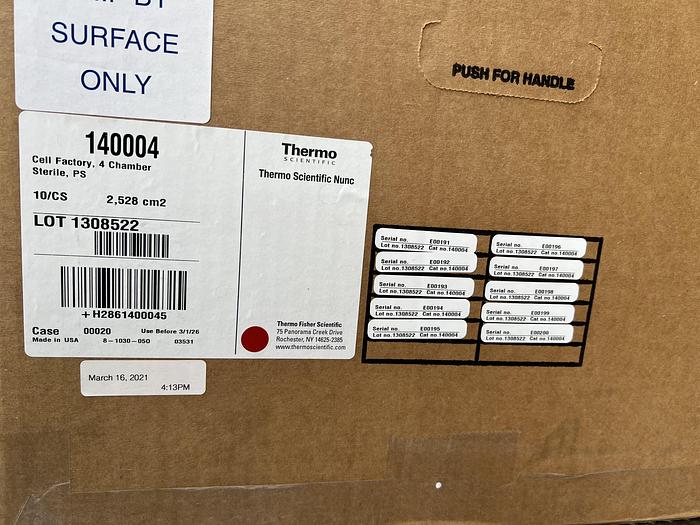 SURFACE
ONLY
PUSH FOR HANDLE
140004
Cell Factory, 4 Chamber
Sterile, PS
10/CS 2,528 cm2
LOT 1308522
+H2861400045
Case 00020 Use Before 3/1/26
Made in USA 8-1030-050 03531
Thermo
SCIENTIFIC
Thermo Scientific Nunc
Thermo Fisher Scientific
75 Panorama Creek Drive
Rochester, NY 14625-2385
www.thermoscientific.com
March 16, 2021
4:13PM
Serial no. E00191
Lot no.1308522 Cat no.140004
Serial no. E00192
Lot no.1308522 Cat no.140004
Serial no. E00193
Lot no.1308522 Cat no.140004
Serial no. E00194
Lot no.1308522 Cat no.140004
Serial no. E00195
Lot no.1308522 Cat no.140004
Serial no. E00196
Lot no.1308522 Cat no.140004
Serial no. E00197
Lot no.1308522 Cat no.140004
Serial no. E00198
Lot no.1308522 Cat no.140004
Serial no. E00199
Lot no.1308522 Cat no.140004
Serial no. E00200
Lot no.1308522 Cat no.140004